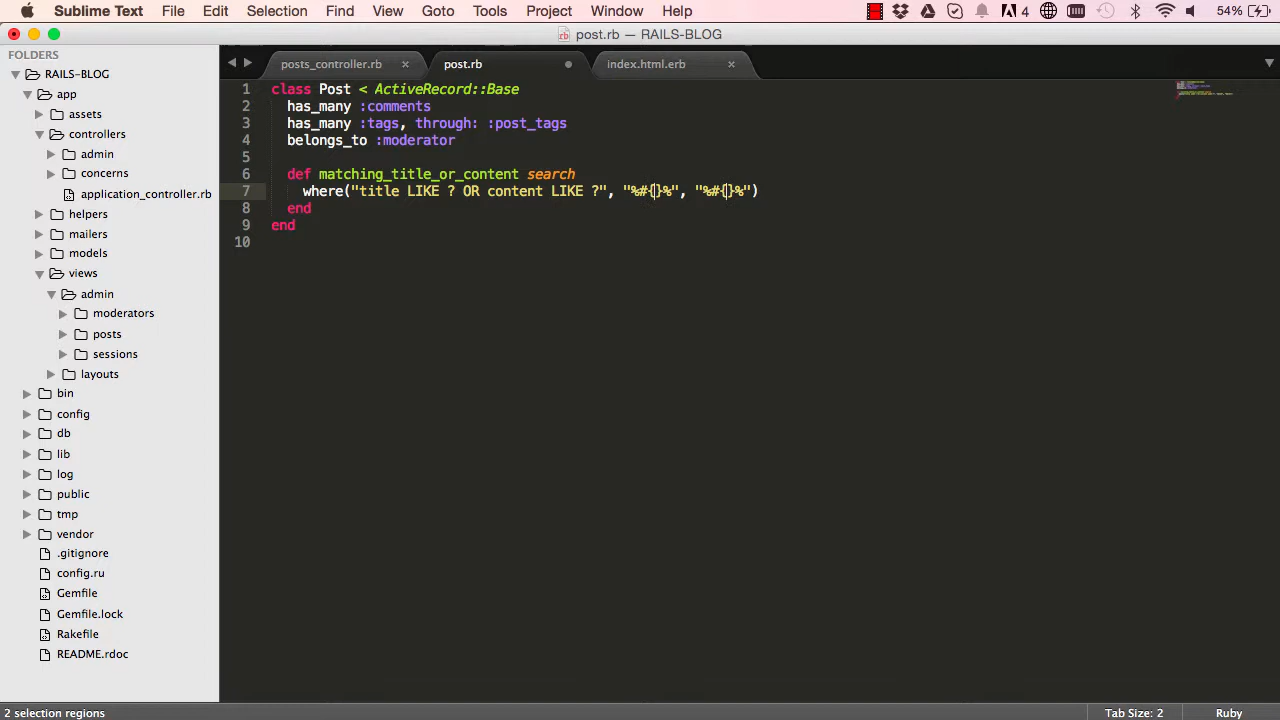 Sublime Text File Edit Selection Find View Goto Tools Project Window Help 4 54%
post.rb — RAILS-BLOG
FOLDERS
RAILS-BLOG
app
assets
controllers
admin
concerns
application_controller.rb
helpers
mailers
models
views
admin
moderators
posts
sessions
layouts
bin
config
db
lib
log
public
tmp
vendor
.gitignore
config.ru
Gemfile
Gemfile.lock
Rakefile
README.rdoc
posts_controller.rb × post.rb index.html.erb ×
1 class Post < ActiveRecord::Base
2 has_many :comments
3 has_many :tags, through: :post_tags
4 belongs_to :moderator
5
6 def matching_title_or_content search
7 where("title LIKE ? OR content LIKE ?", "%#{}%", "%#{}%")
8 end
9 end
10
2 selection regions Tab Size: 2 Ruby